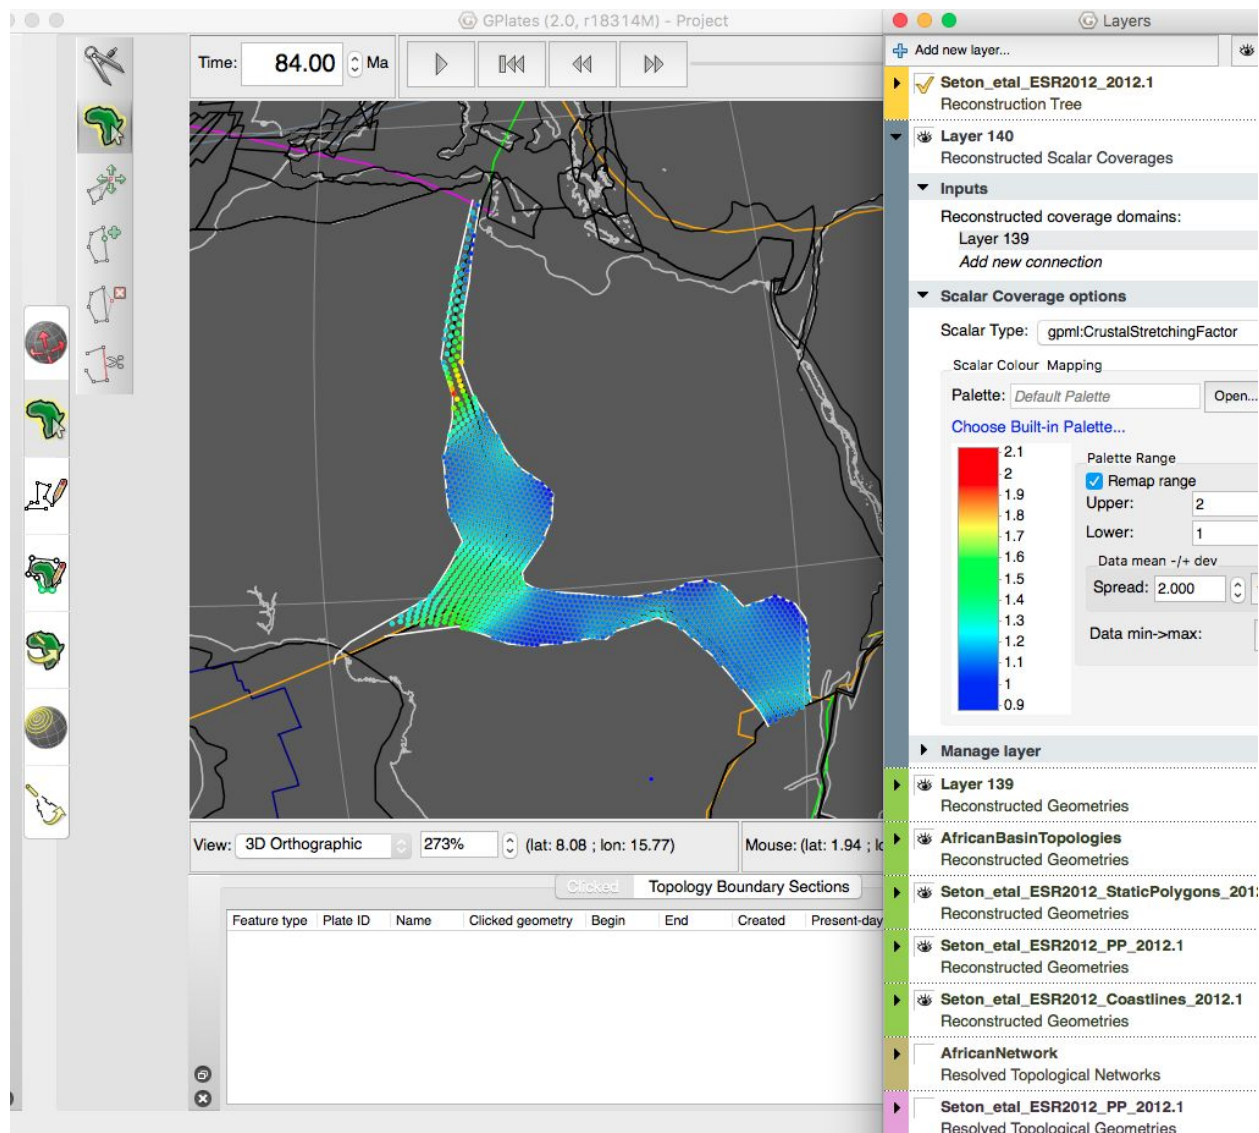 GPlates (2.0, r18314M) - Project
Time: 84.00 Ma
View: 3D Orthographic 273% (lat: 8.08 ; lon: 15.77) Mouse: (lat: 1.94 ; lo
Clicked Topology Boundary Sections
Feature type Plate ID Name Clicked geometry Begin End Created Present-day
Layers
Add new layer...
Seton_etal_ESR2012_2012.1
Reconstruction Tree
Layer 140
Reconstructed Scalar Coverages
Inputs
Reconstructed coverage domains:
Layer 139
Add new connection
Scalar Coverage options
Scalar Type: gpml:CrustalStretchingFactor
Scalar Colour Mapping
Palette: Default Palette Open...
Choose Built-in Palette...
2.1
2
1.9
1.8
1.7
1.6
1.5
1.4
1.3
1.2
1.1
1
0.9
Palette Range
Remap range
Upper: 2
Lower: 1
Data mean -/+ dev
Spread: 2.000
Data min->max:
Manage layer
Layer 139
Reconstructed Geometries
AfricanBasinTopologies
Reconstructed Geometries
Seton_etal_ESR2012_StaticPolygons_2012
Reconstructed Geometries
Seton_etal_ESR2012_PP_2012.1
Reconstructed Geometries
Seton_etal_ESR2012_Coastlines_2012.1
Reconstructed Geometries
AfricanNetwork
Resolved Topological Networks
Seton_etal_ESR2012_PP_2012.1
Resolved Topological Geometries